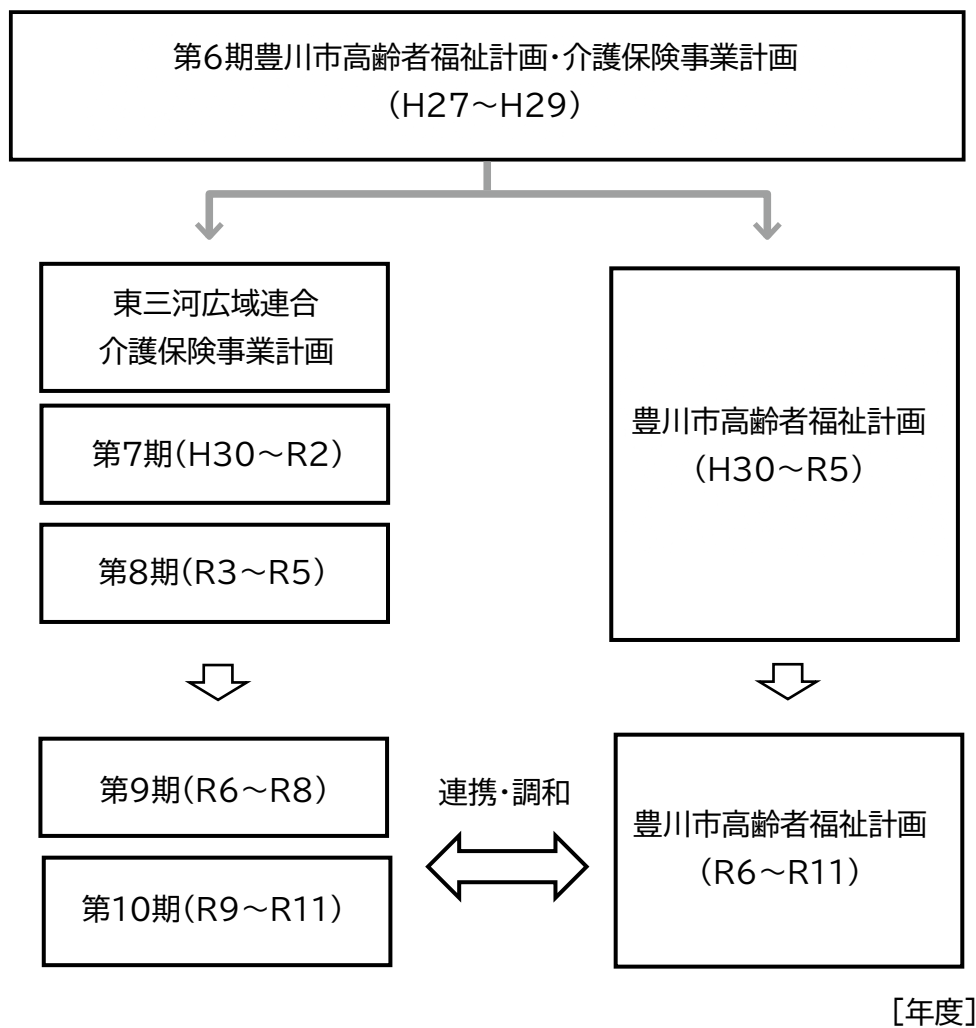 第6期豊川市高齢者福祉計画・介護保険事業計画
（H27～H29）
東三河広域連合
介護保険事業計画
第7期（H30～R2）
第8期（R3～R5）
豊川市高齢者福祉計画
（H30～R5）
第9期（R6～R8）
第10期（R9～R11）
連携・調和
豊川市高齢者福祉計画
（R6～R11）
［年度］